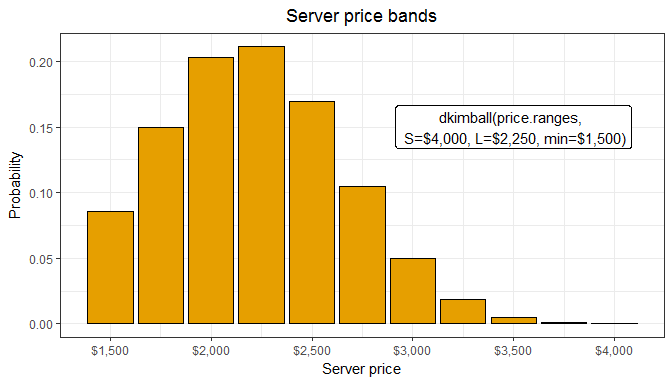 Server price bands
0.20
0.15
0.10
0.05
0.00
Probability
dkimball(price.ranges,
S=$4,000, L=$2,250, min=$1,500)
$1,500
$2,000
$2,500
$3,000
$3,500
$4,000
Server price